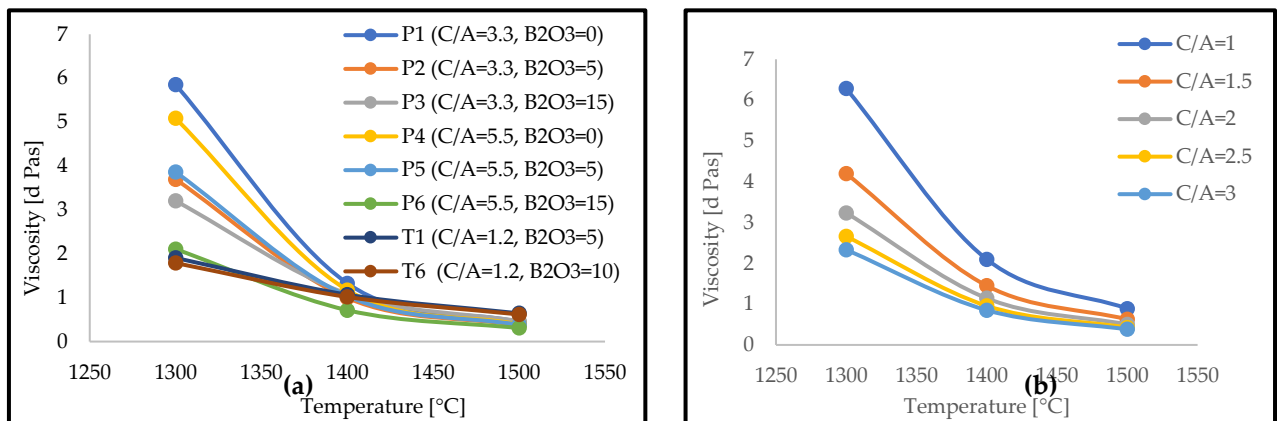 7
6
5
4
3
2
1
0
Viscosity [d Pas]
P1 (C/A=3.3, B2O3=0)
P2 (C/A=3.3, B2O3=5)
P3 (C/A=3.3, B2O3=15)
P4 (C/A=5.5, B2O3=0)
P5 (C/A=5.5, B2O3=5)
P6 (C/A=5.5, B2O3=15)
T1 (C/A=1.2, B2O3=5)
T6 (C/A=1.2, B2O3=10)
1250 1300 1350 1400 1450 1500 1550
(a)
Temperature [°C]
7
6
5
4
3
2
1
0
Viscosity [d Pas]
C/A=1
C/A=1.5
C/A=2
C/A=2.5
C/A=3
1250 1300 1350 1400 1450 1500 1550
(b)
Temperature [°C]